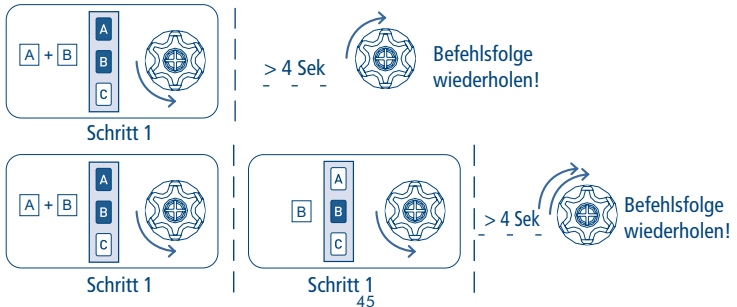 A + B
A
B
C
> 4 Sek
Befehlsfolge
wiederholen!
Schritt 1
A + B
A
B
C
B
A
B
C
> 4 Sek
Befehlsfolge
wiederholen!
Schritt 1
Schritt 1
45